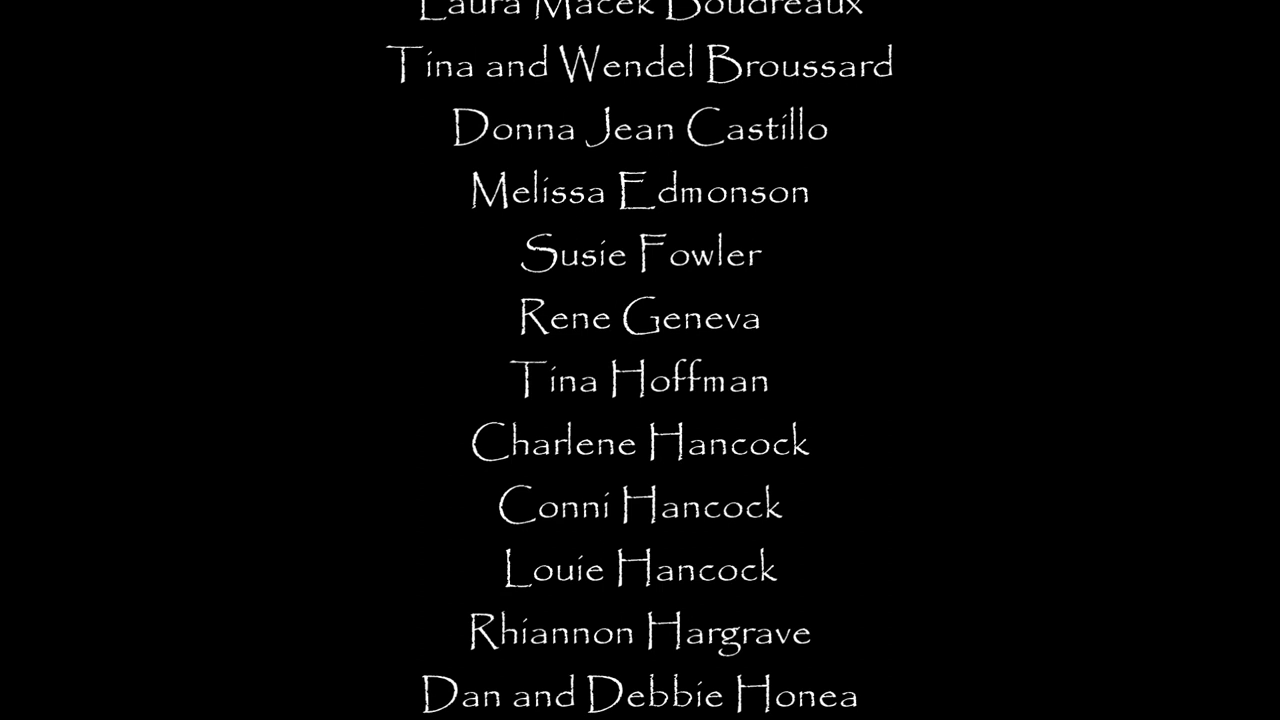 Laura Macek Boudreaux
Tina and Wendel Broussard
Donna Jean Castillo
Melissa Edmonson
Susie Fowler
Rene Geneva
Tina Hoffman
Charlene Hancock
Conni Hancock
Louie Hancock
Rhiannon Hargrave
Dan and Debbie Honea